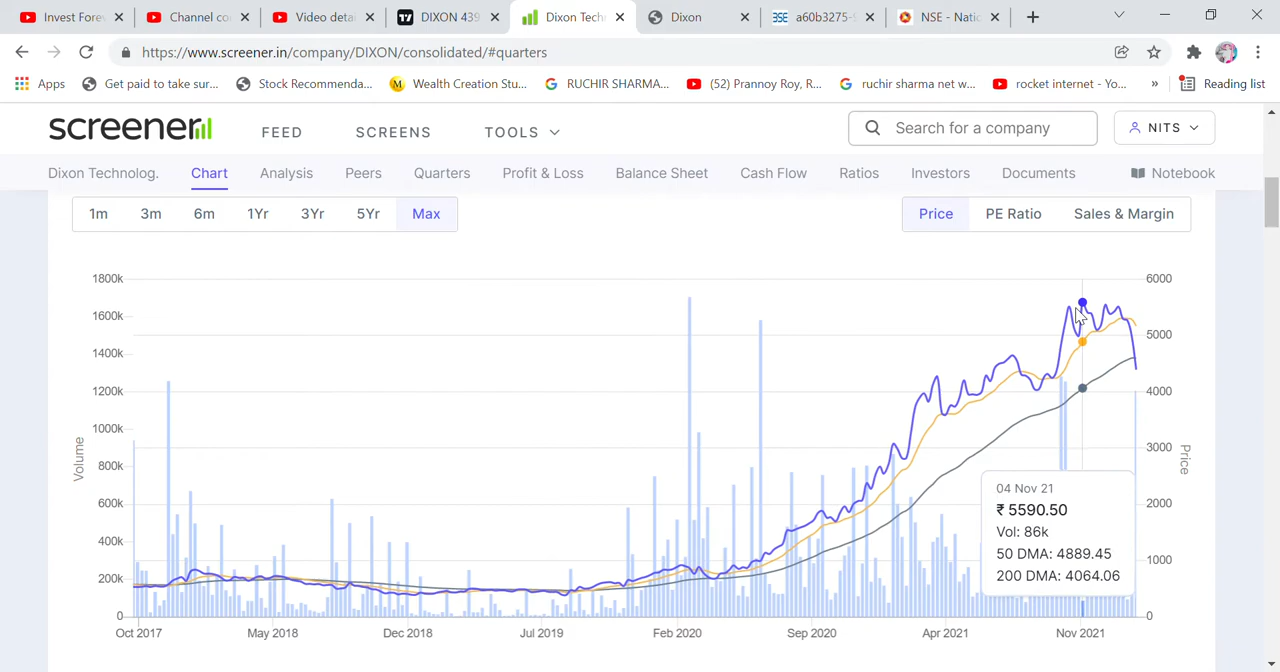 Invest Fore
Channel co
Video deta
DIXON 439
Dixon Tech
Dixon
BSE a60b3275-
NSE - Natio
https://www.screener.in/company/DIXON/consolidated/#quarters
Apps
Get paid to take sur...
Stock Recommenda...
M Wealth Creation Stu...
G RUCHIR SHARMA...
(52) Prannoy Roy, R...
G ruchir sharma net w...
rocket internet - Yo...
»
Reading list
screener
FEED
SCREENS
TOOLS
Search for a company
NITS
Dixon Technolog.
Chart
Analysis
Peers
Quarters
Profit & Loss
Balance Sheet
Cash Flow
Ratios
Investors
Documents
Notebook
1m
3m
6m
1Yr
3Yr
5Yr
Max
Price
PE Ratio
Sales & Margin
1800k
1600k
1400k
1200k
1000k
800k
600k
400k
200k
0
Volume
6000
5000
4000
3000
2000
1000
0
Price
04 Nov 21
₹ 5590.50
Vol: 86k
50 DMA: 4889.45
200 DMA: 4064.06
Oct 2017
May 2018
Dec 2018
Jul 2019
Feb 2020
Sep 2020
Apr 2021
Nov 2021